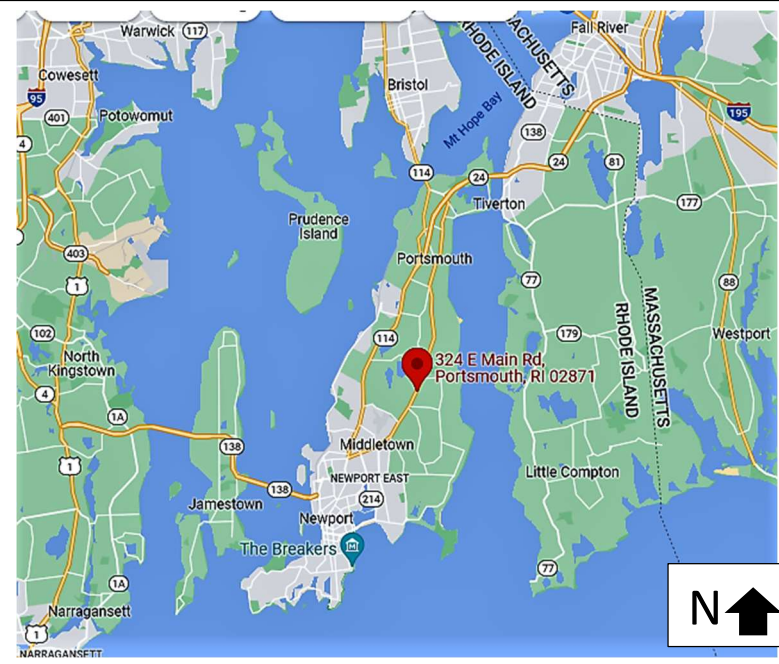 Warwick
117
Fall River
MASSACHUSETTS
RHODE ISLAND
Cowesett
95
Bristol
195
401
Potowomut
Mt Hope Bay
138
4
114
24
24
81
Tiverton
177
Prudence
Island
403
Portsmouth
1
77
88
MASSACHUSETTS
RHODE ISLAND
102
114
179
Westport
North
Kingstown
324 E Main Rd,
Portsmouth, RI 02871
4
1A
Middletown
138
1
NEWPORT EAST
Little Compton
138
214
Jamestown
Newport
The Breakers
77
1A
Narragansett
N
1
NARRAGANSETT